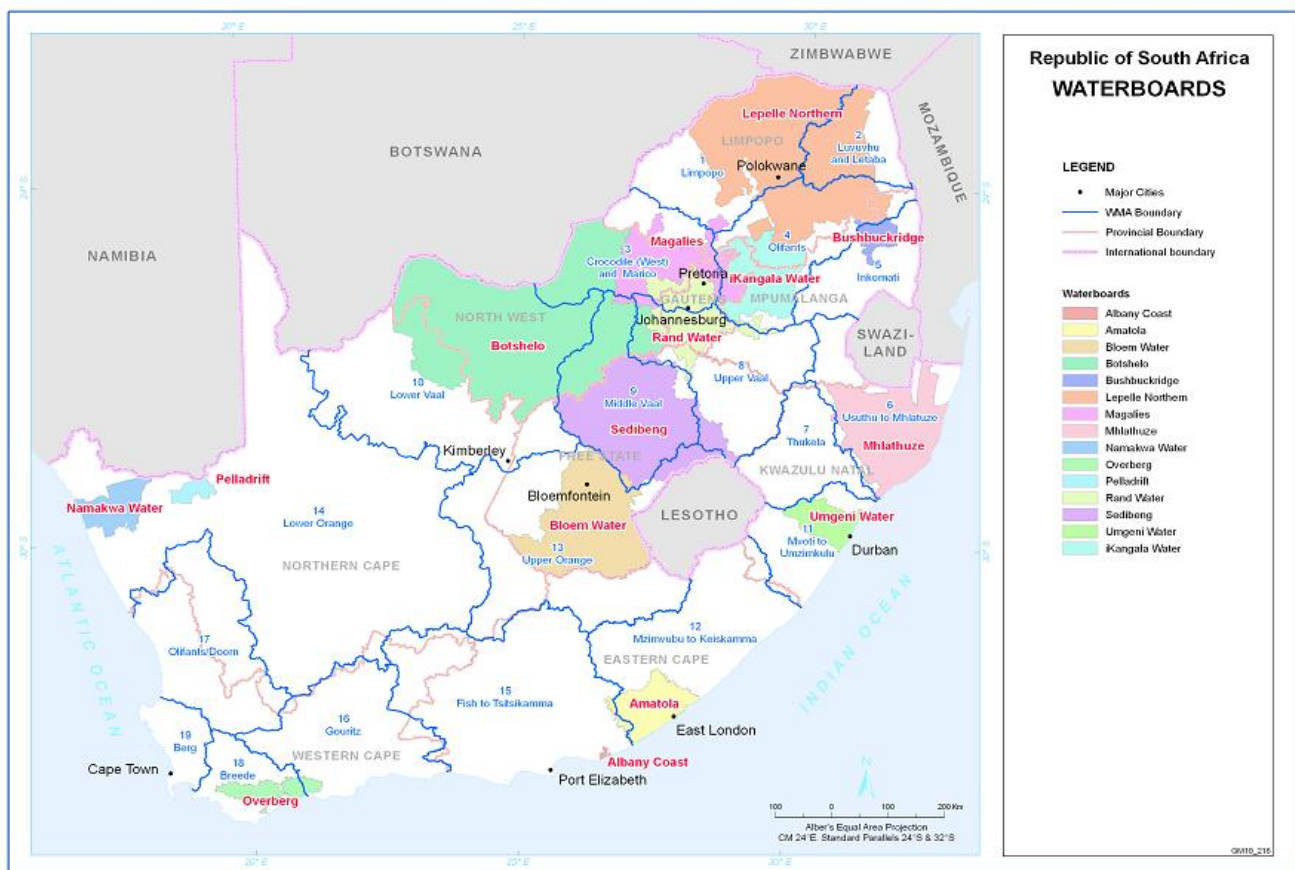 20° E
25° E
30° E
ZIMBWABWE
MOZAMBIQUE
BOTSWANA
NAMIBIA
24° S
24° S
Lepelle Northern
LIMPOPO
2
Luvuvhu
and Letaba
1
Limpopo
Polokwane
Magalies
3
Crocodile (West)
and Marico
4
Olifants
Bushbuckridge
Pretoria
iKangala Water
5
Inkomati
GAUTENG
MPUMALANGA
NORTH WEST
Johannesburg
Rand Water
SWAZI-
LAND
Botshelo
10
Lower Vaal
8
Upper Vaal
9
Middle Vaal
Sedibeng
6
Usuthu to Mhlatuze
Mhlathuze
7
Thukela
Kimberley
FREE STATE
KWAZULU NATAL
Pelladrift
Namakwa Water
14
Lower Orange
Bloemfontein
Bloem Water
LESOTHO
Umgeni Water
11
Mvoti to
Umzimkulu
Durban
30° S
30° S
13
Upper Orange
NORTHERN CAPE
ATLANTIC OCEAN
INDIAN OCEAN
17
Olifants/Doorn
12
Mzimvubu to Keiskamma
EASTERN CAPE
15
Fish to Tsitsikamma
Amatola
East London
16
Gouritz
WESTERN CAPE
19
Berg
18
Breede
Cape Town
Overberg
Albany Coast
Port Elizabeth
N
100 0 100 200 Km
Alber's Equal Area Projection
CM 24°E. Standard Parallels 24°S & 32°S
20° E
25° E
30° E
Republic of South Africa
WATERBOARDS
LEGEND
Major Cities
WMA Boundary
Provincial Boundary
International boundary
Waterboards
Albany Coast
Amatola
Bloem Water
Botshelo
Bushbuckridge
Lepelle Northern
Magalies
Mhlathuze
Namakwa Water
Overberg
Pelladrift
Rand Water
Sedibeng
Umgeni Water
iKangala Water